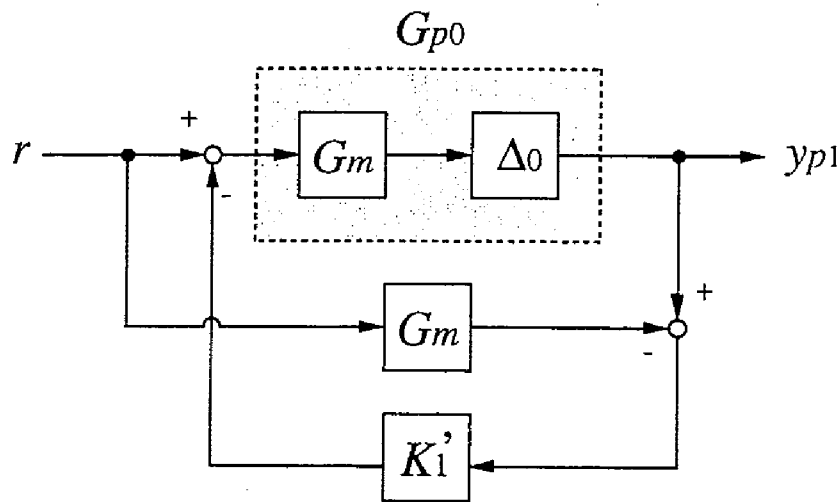 Gp0
+
r
Gm
Δ0
yp1
-
+
Gm
-
K1'